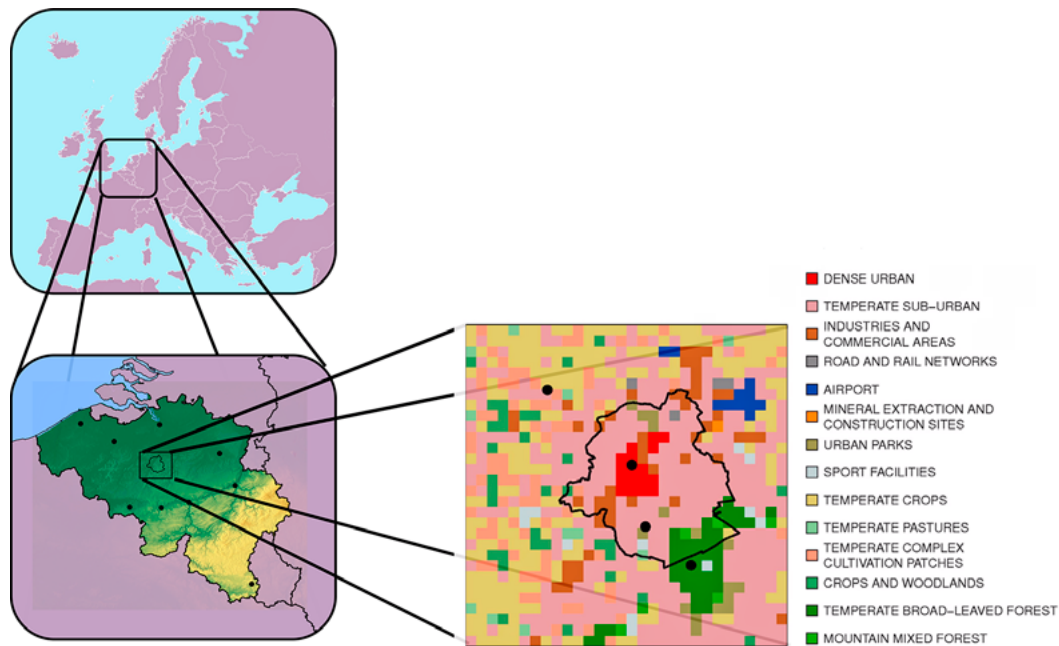 DENSE URBAN
TEMPERATE SUB–URBAN
INDUSTRIES AND
COMMERCIAL AREAS
ROAD AND RAIL NETWORKS
AIRPORT
MINERAL EXTRACTION AND
CONSTRUCTION SITES
URBAN PARKS
SPORT FACILITIES
TEMPERATE CROPS
TEMPERATE PASTURES
TEMPERATE COMPLEX
CULTIVATION PATCHES
CROPS AND WOODLANDS
TEMPERATE BROAD–LEAVED FOREST
MOUNTAIN MIXED FOREST